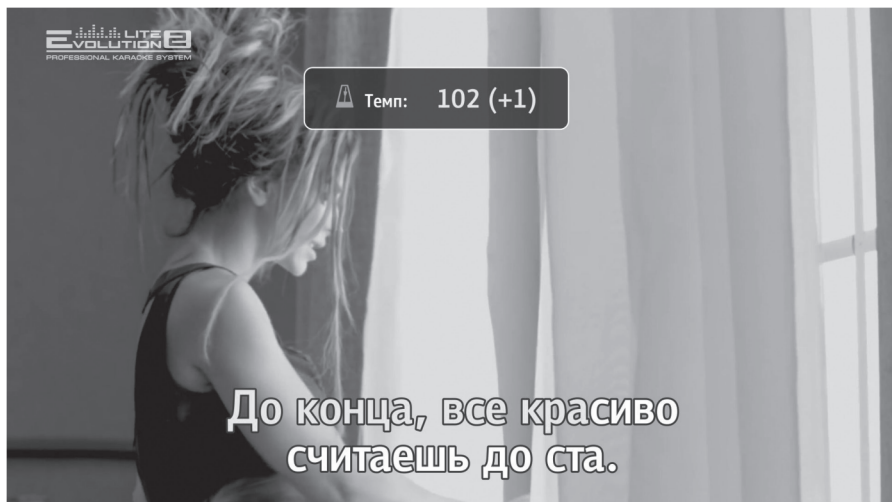 EVOLUTION LITE 2
PROFESSIONAL KARAOKE SYSTEM
Темп: 102 (+1)
До конца, все красиво
считаешь до ста.